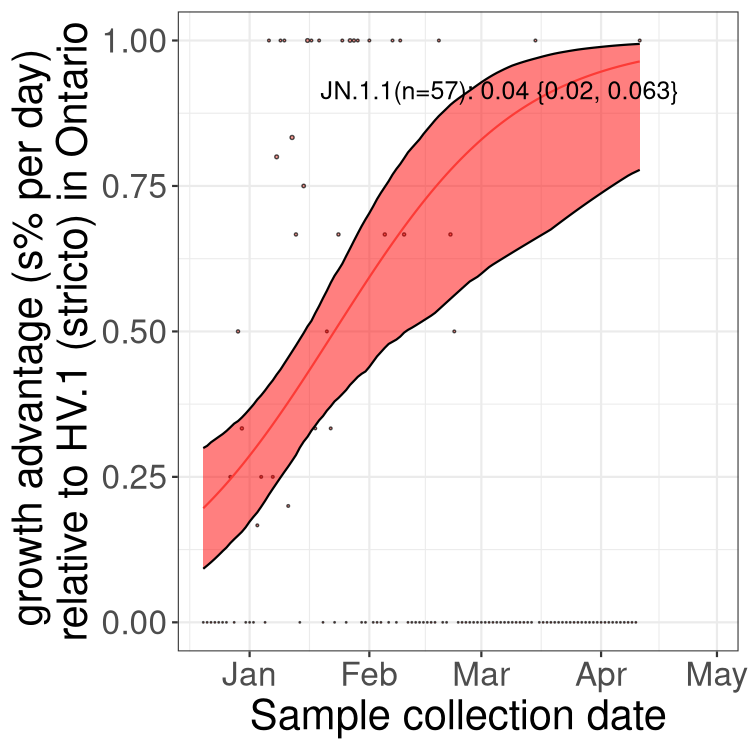 growth advantage (s% per day)
relative to HV.1 (stricto) in Ontario
1.00
0.75
0.50
0.25
0.00
JN.1.1(n=57): 0.04 {0.02, 0.063}
Jan Feb Mar Apr May
Sample collection date